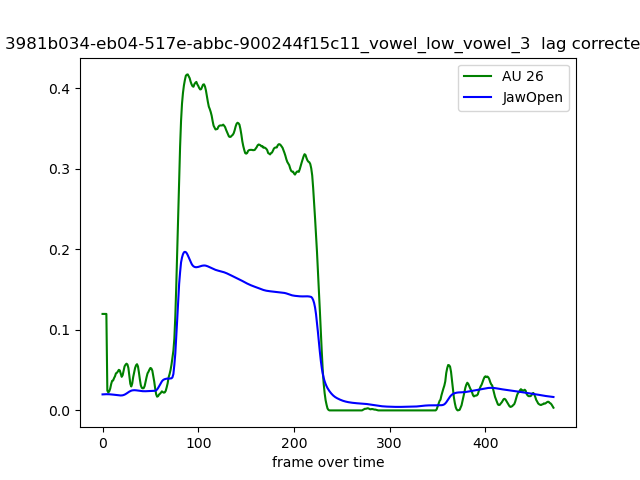 3981b034-eb04-517e-abbc-900244f15c11_vowel_low_vowel_3 lag correcte
AU 26
JawOpen
0.4
0.3
0.2
0.1
0.0
0 100 200 300 400
frame over time